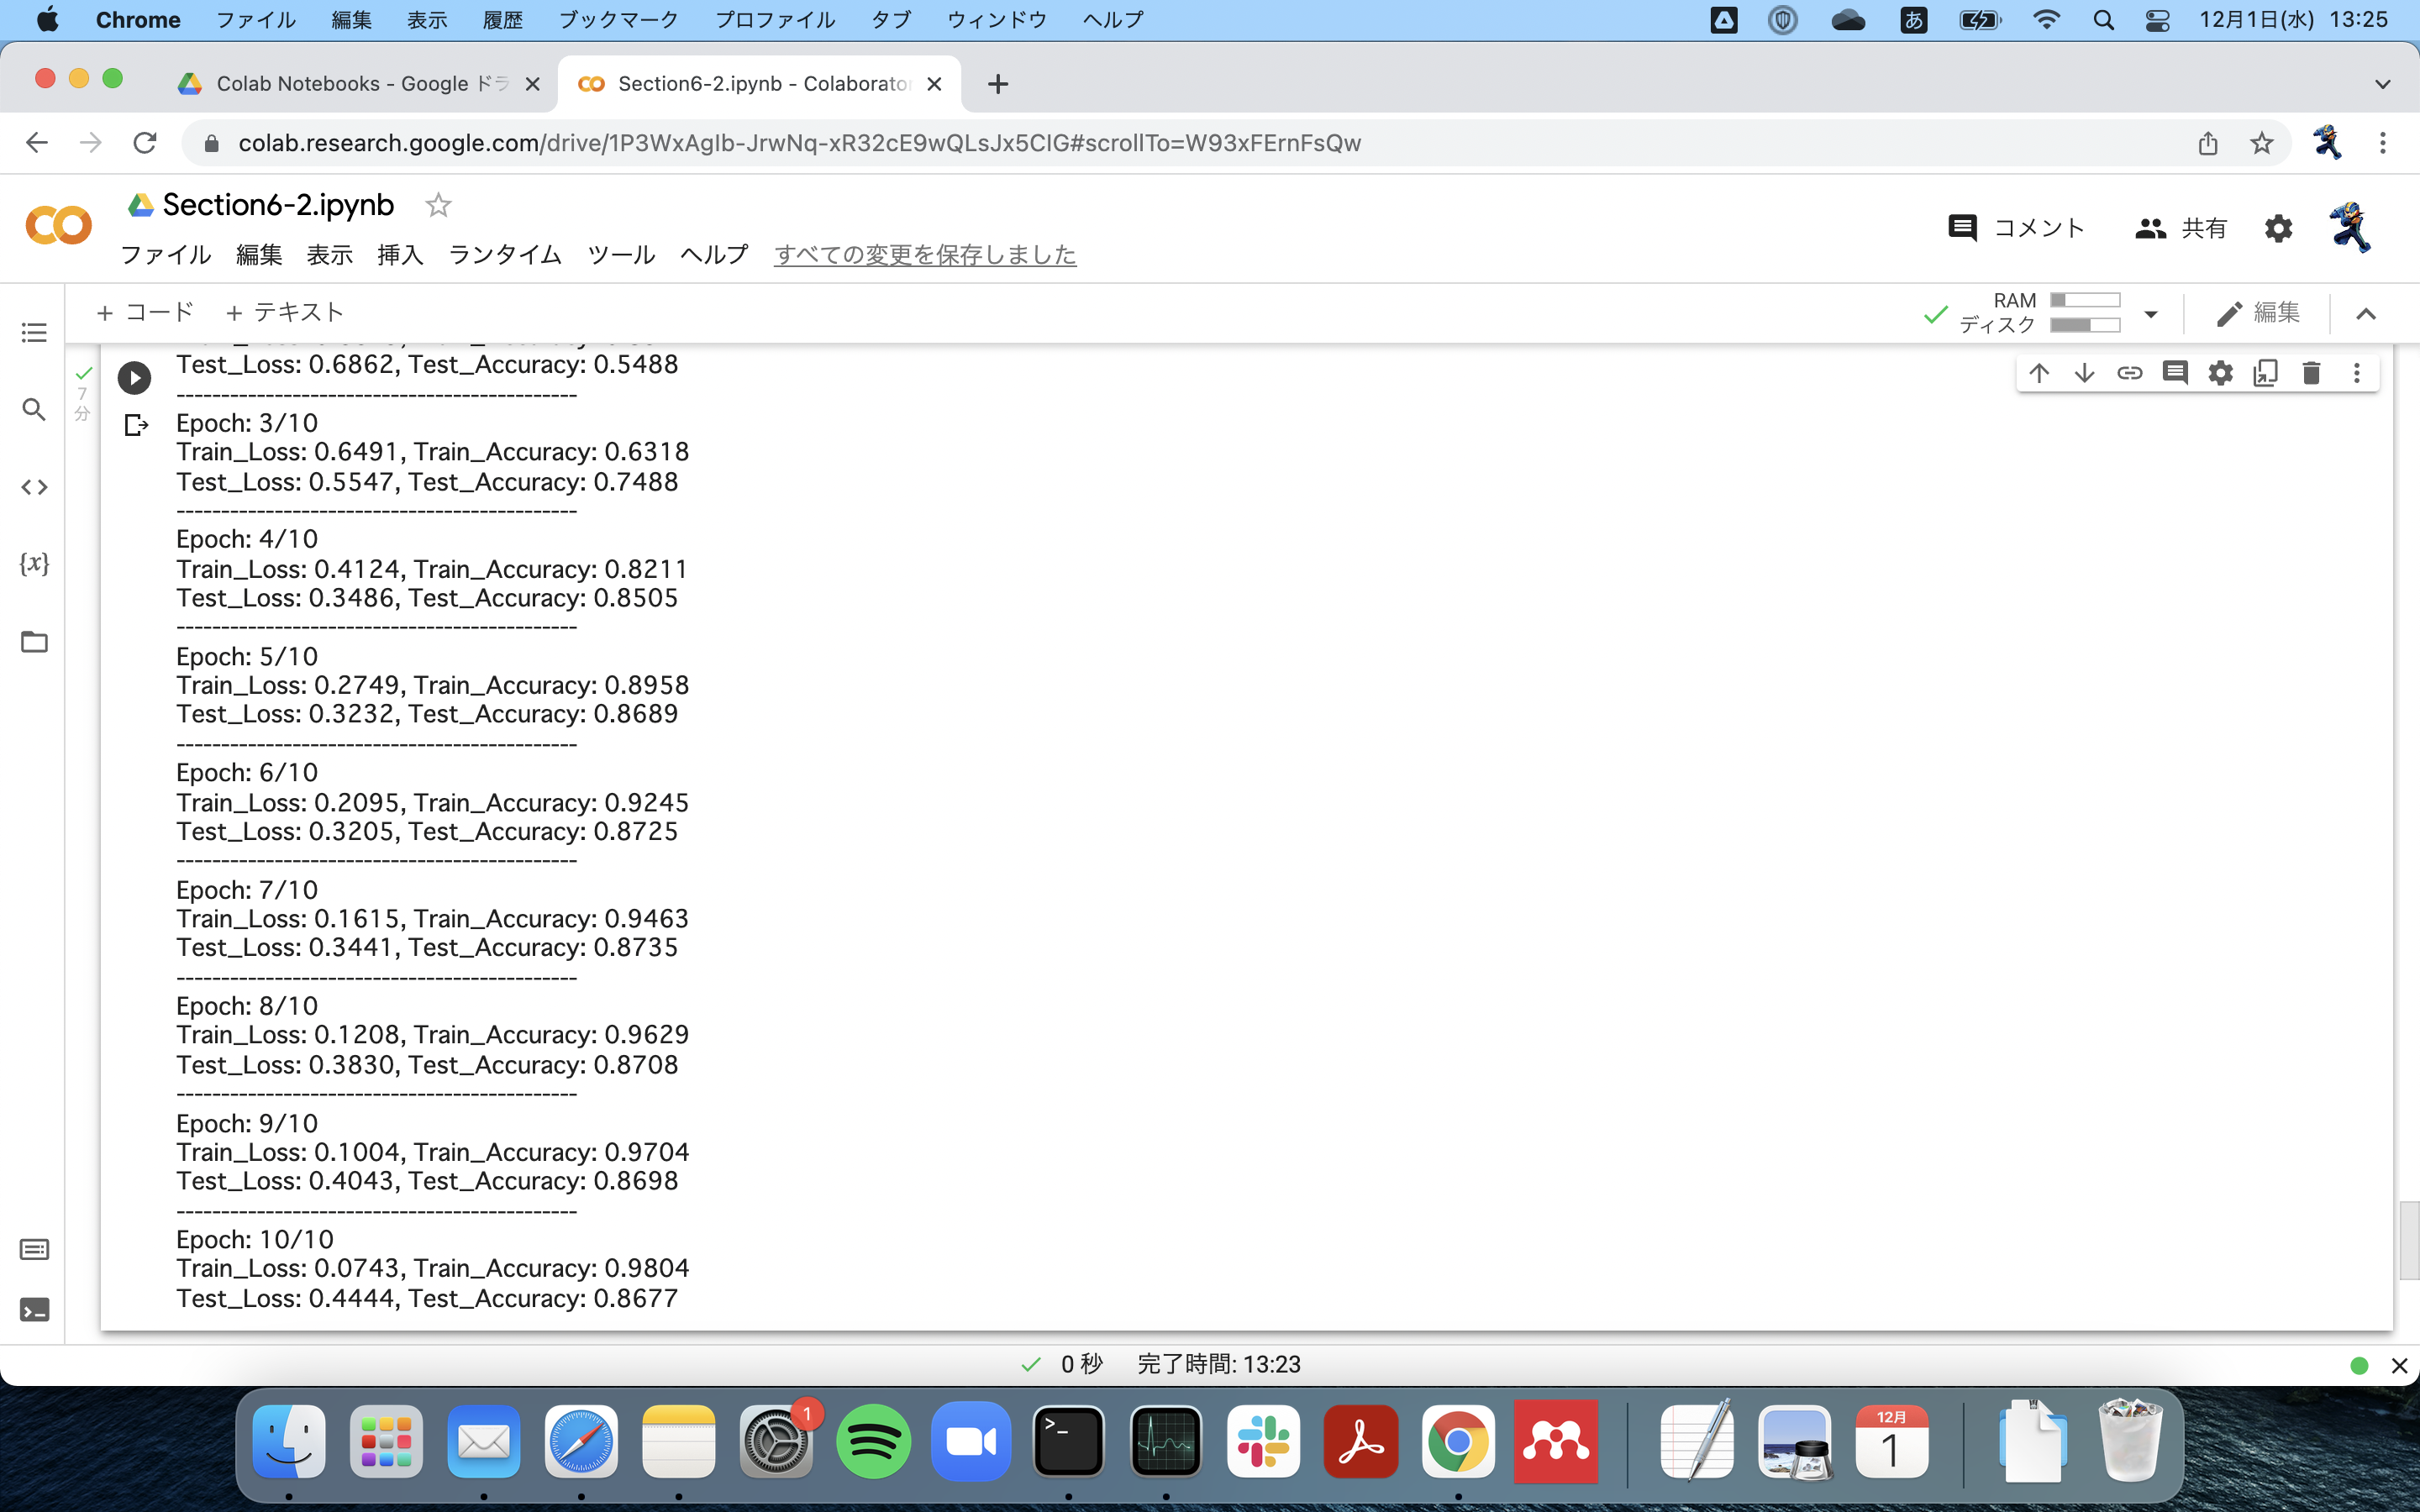 Chrome ファイル 編集 表示 履歴 ブックマーク プロファイル タブ ウィンドウ ヘルプ あ 12月1日(水) 13:25
Colab Notebooks - Google ドラ Section6-2.ipynb - Colaborator
colab.research.google.com/drive/1P3WxAgIb-JrwNq-xR32cE9wQLsJx5CIG#scrollTo=W93xFErnFsQw
Section6-2.ipynb
ファイル 編集 表示 挿入 ランタイム ツール ヘルプ すべての変更を保存しました
コメント 共有
+ コード + テキスト
RAM
ディスク
編集
7
分
Test_Loss: 0.6862, Test_Accuracy: 0.5488
---------------------------------------------
Epoch: 3/10
Train_Loss: 0.6491, Train_Accuracy: 0.6318
Test_Loss: 0.5547, Test_Accuracy: 0.7488
---------------------------------------------
Epoch: 4/10
Train_Loss: 0.4124, Train_Accuracy: 0.8211
Test_Loss: 0.3486, Test_Accuracy: 0.8505
---------------------------------------------
Epoch: 5/10
Train_Loss: 0.2749, Train_Accuracy: 0.8958
Test_Loss: 0.3232, Test_Accuracy: 0.8689
---------------------------------------------
Epoch: 6/10
Train_Loss: 0.2095, Train_Accuracy: 0.9245
Test_Loss: 0.3205, Test_Accuracy: 0.8725
---------------------------------------------
Epoch: 7/10
Train_Loss: 0.1615, Train_Accuracy: 0.9463
Test_Loss: 0.3441, Test_Accuracy: 0.8735
---------------------------------------------
Epoch: 8/10
Train_Loss: 0.1208, Train_Accuracy: 0.9629
Test_Loss: 0.3830, Test_Accuracy: 0.8708
---------------------------------------------
Epoch: 9/10
Train_Loss: 0.1004, Train_Accuracy: 0.9704
Test_Loss: 0.4043, Test_Accuracy: 0.8698
---------------------------------------------
Epoch: 10/10
Train_Loss: 0.0743, Train_Accuracy: 0.9804
Test_Loss: 0.4444, Test_Accuracy: 0.8677
0 秒 完了時間: 13:23
1
12月
1